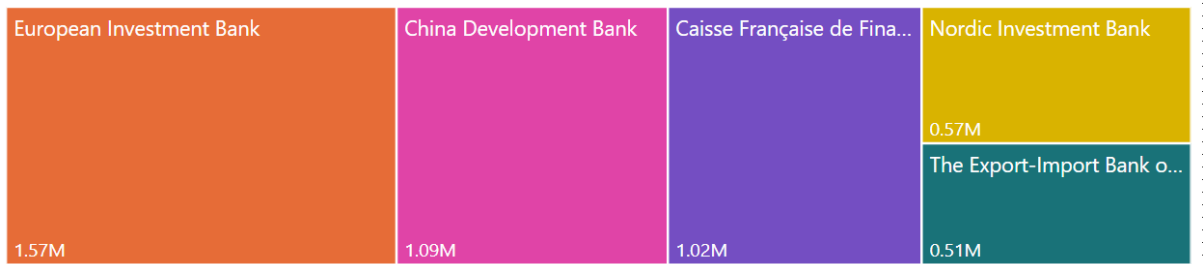 European Investment Bank
1.57M
China Development Bank
1.09M
Caisse Française de Fina...
1.02M
Nordic Investment Bank
0.57M
The Export-Import Bank o...
0.51M